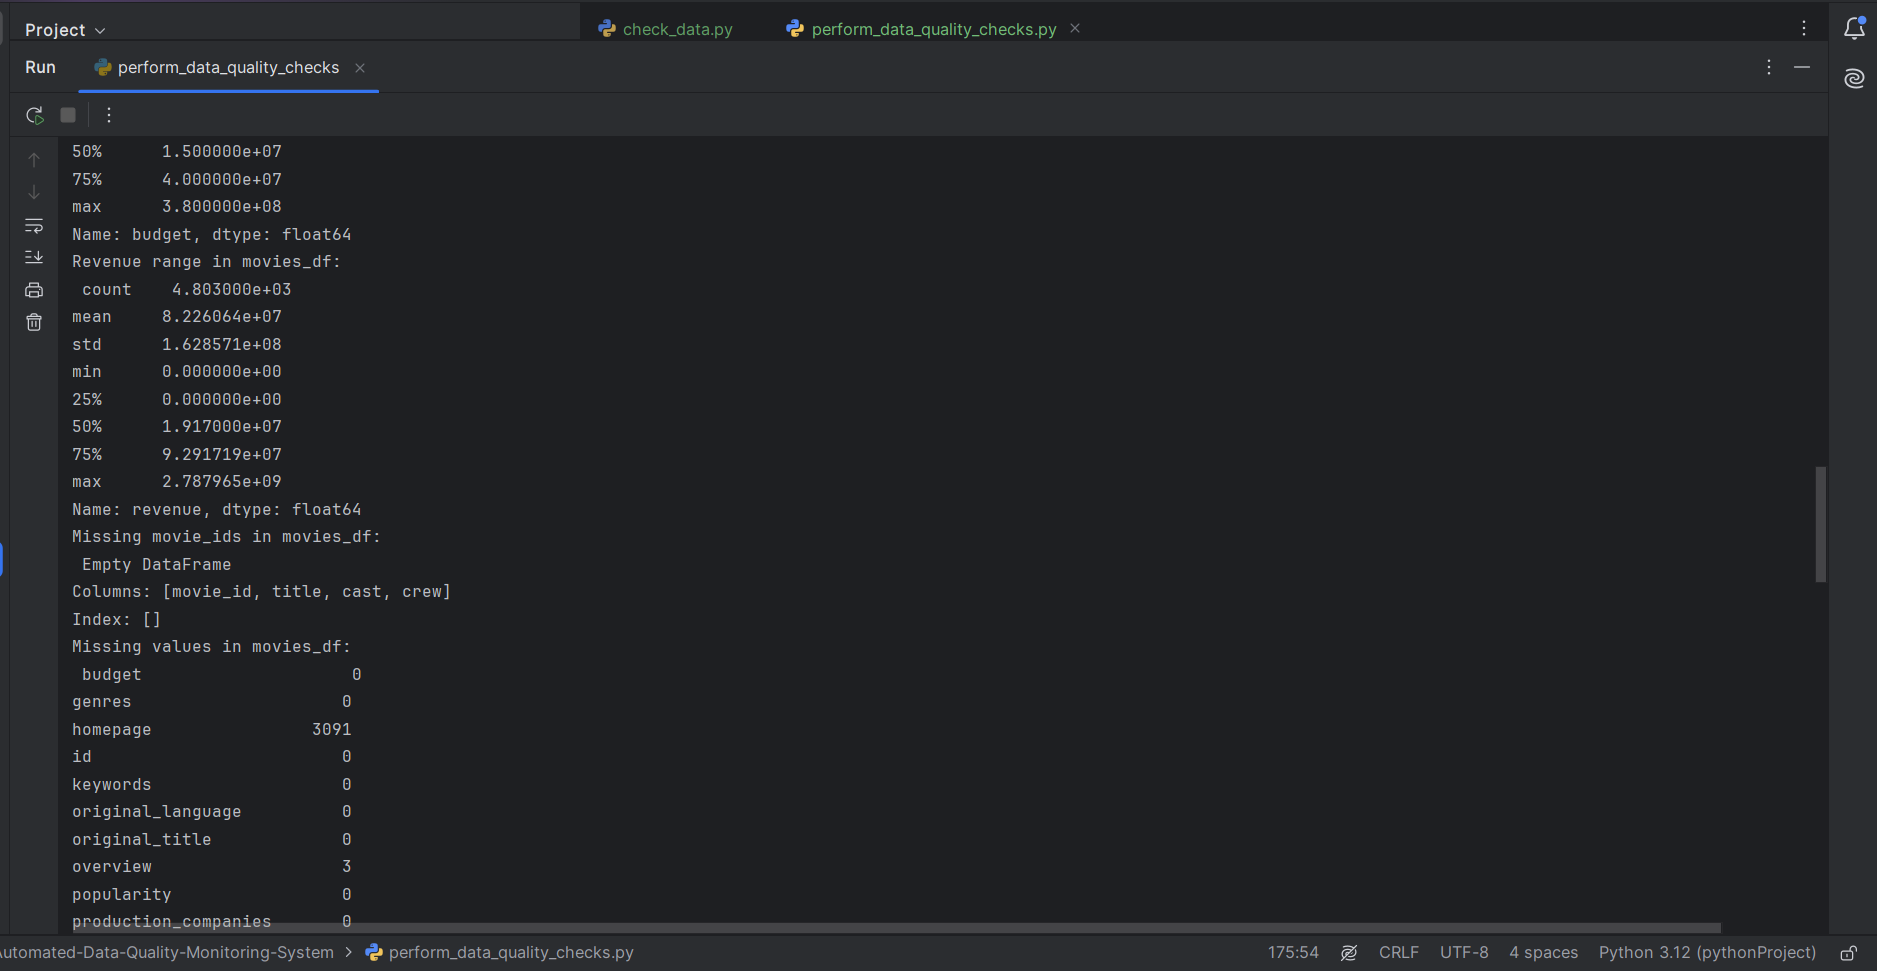 Project
check_data.py
perform_data_quality_checks.py
Run
perform_data_quality_checks
50%      1.500000e+07
75%      4.000000e+07
max      3.800000e+08
Name: budget, dtype: float64
Revenue range in movies_df:
 count    4.803000e+03
mean     8.226064e+07
std      1.628571e+08
min      0.000000e+00
25%      0.000000e+00
50%      1.917000e+07
75%      9.291719e+07
max      2.787965e+09
Name: revenue, dtype: float64
Missing movie_ids in movies_df:
 Empty DataFrame
Columns: [movie_id, title, cast, crew]
Index: []
Missing values in movies_df:
 budget                     0
genres                     0
homepage                3091
id                         0
keywords                   0
original_language          0
original_title             0
overview                   3
popularity                 0
production_companies       0
Automated-Data-Quality-Monitoring-System > perform_data_quality_checks.py
175:54 CRLF UTF-8 4 spaces Python 3.12 (pythonProject)